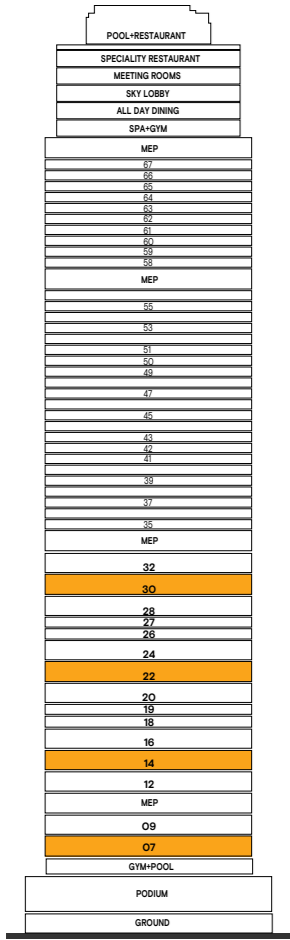 POOL+RESTAURANT
SPECIALITY RESTAURANT
MEETING ROOMS
SKY LOBBY
ALL DAY DINING
SPA+GYM
MEP
67
66
65
64
63
62
61
60
59
58
MEP
55
53
51
50
49
47
45
43
42
41
39
37
35
MEP
32
30
28
27
26
24
22
20
19
18
16
14
12
MEP
09
07
GYM+POOL
PODIUM
GROUND